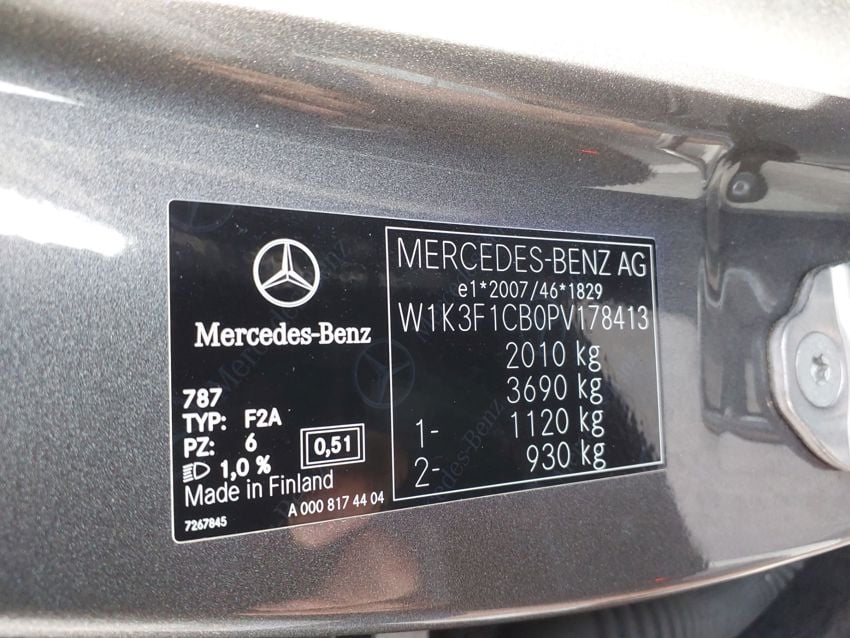 Mercedes-Benz
787
TYP: F2A
PZ: 6
1,0 %
0,51
Made in Finland
A 000 817 44 04
7267845
MERCEDES-BENZ AG
e1*2007/46*1829
W1K3F1CB0PV178413
2010 kg
3690 kg
1- 1120 kg
2- 930 kg